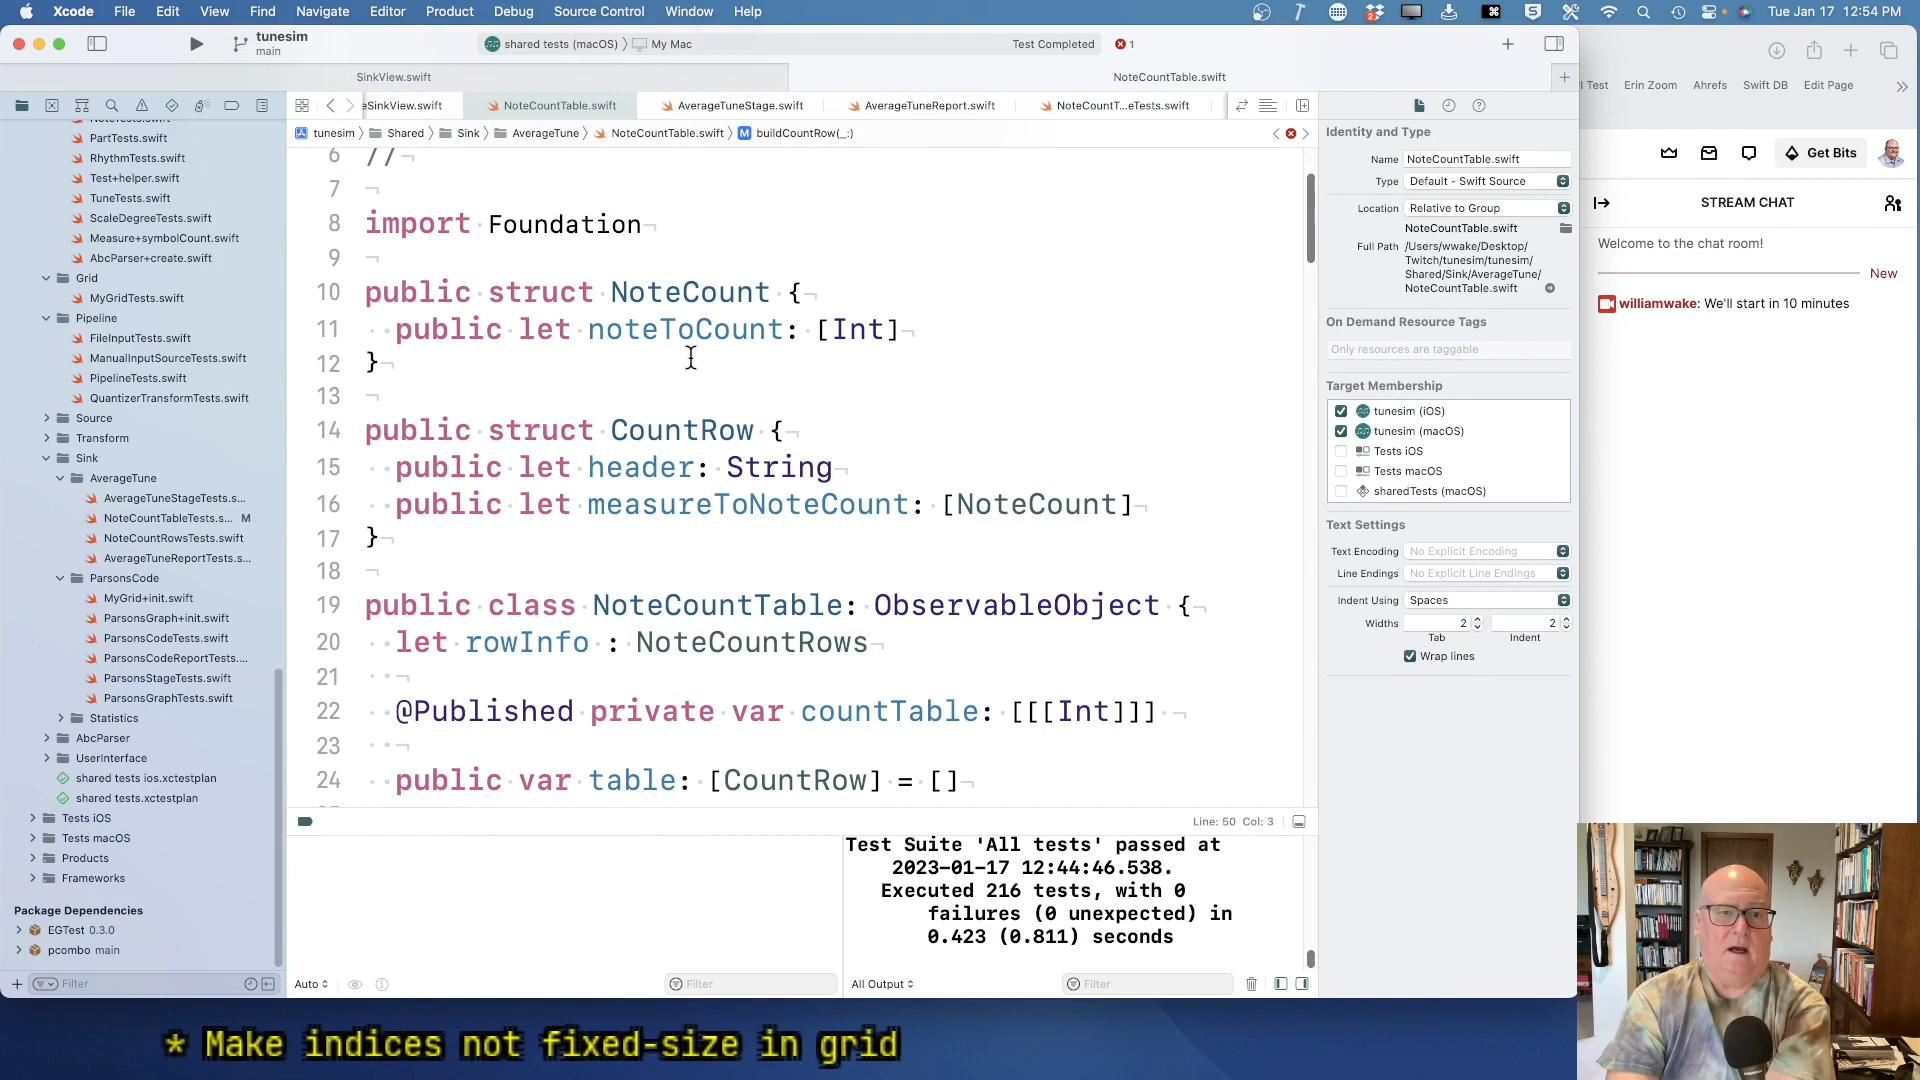 Xcode File Edit View Find Navigate Editor Product Debug Source Control Window Help
Tue Jan 17 12:54 PM
tunesim
main
shared tests (macOS) 〉 My Mac
Test Completed
1
SinkView.swift
NoteCountTable.swift
eSinkView.swift
NoteCountTable.swift
AverageTuneStage.swift
AverageTuneReport.swift
NoteCountT...eTests.swift
tunesim 〉 Shared 〉 Sink 〉 AverageTune 〉 NoteCountTable.swift 〉 M buildCountRow(_:)
PartTests.swift
RhythmTests.swift
Test+helper.swift
TuneTests.swift
ScaleDegreeTests.swift
Measure+symbolCount.swift
AbcParser+create.swift
Grid
MyGridTests.swift
Pipeline
FileInputTests.swift
ManualInputSourceTests.swift
PipelineTests.swift
QuantizerTransformTests.swift
Source
Transform
Sink
AverageTune
AverageTuneStageTests.s...
NoteCountTableTests.s... M
NoteCountRowsTests.swift
AverageTuneReportTests.s...
ParsonsCode
MyGrid+init.swift
ParsonsGraph+init.swift
ParsonsCodeTests.swift
ParsonsCodeReportTests....
ParsonsStageTests.swift
ParsonsGraphTests.swift
Statistics
AbcParser
UserInterface
shared tests ios.xctestplan
shared tests.xctestplan
Tests iOS
Tests macOS
Products
Frameworks
Package Dependencies
EGTest 0.3.0
pcombo main
Filter
6 //
7
8 import Foundation
9
10 public struct NoteCount {
11 public let noteToCount: [Int]
12 }
13
14 public struct CountRow {
15 public let header: String
16 public let measureToNoteCount: [NoteCount]
17 }
18
19 public class NoteCountTable: ObservableObject {
20 let rowInfo : NoteCountRows
21
22 @Published private var countTable: [[[Int]]]
23
24 public var table: [CountRow] = []
Line: 50 Col: 3
Test Suite 'All tests' passed at
2023-01-17 12:44:46.538.
Executed 216 tests, with 0
failures (0 unexpected) in
0.423 (0.811) seconds
Auto
Filter
All Output
Filter
Identity and Type
Name NoteCountTable.swift
Type Default - Swift Source
Location Relative to Group
NoteCountTable.swift
Full Path /Users/wwake/Desktop/
Twitch/tunesim/tunesim/
Shared/Sink/AverageTune/
NoteCountTable.swift
On Demand Resource Tags
Only resources are taggable
Target Membership
tunesim (iOS)
tunesim (macOS)
Tests iOS
Tests macOS
sharedTests (macOS)
Text Settings
Text Encoding No Explicit Encoding
Line Endings No Explicit Line Endings
Indent Using Spaces
Widths 2 2
Tab Indent
Wrap lines
l Test Erin Zoom Ahrefs Swift DB Edit Page
Get Bits
STREAM CHAT
Welcome to the chat room!
New
williamwake: We'll start in 10 minutes
* Make indices not fixed-size in grid